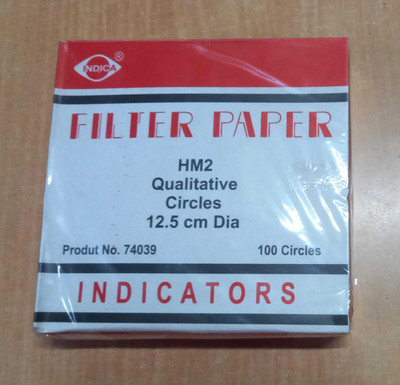 INDICA ®
FILTER PAPER
HM2
Qualitative
Circles
12.5 cm Dia
Produt No. 74039 100 Circles
INDICATORS